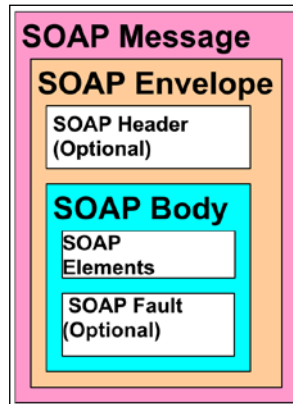 SOAP Message
SOAP Envelope
SOAP Header
(Optional)
SOAP Body
SOAP
Elements
SOAP Fault
(Optional)